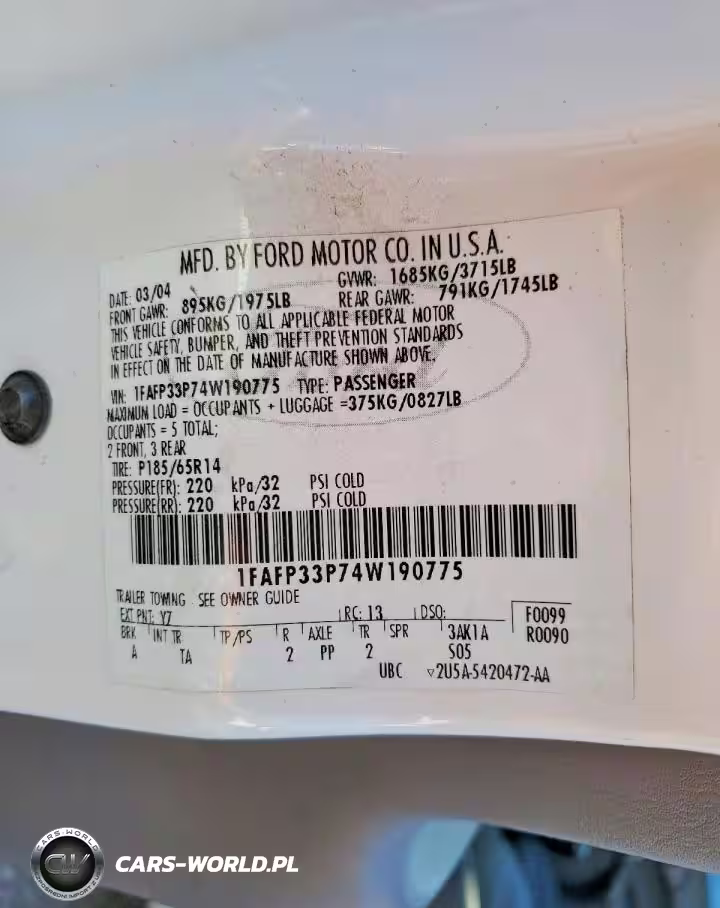 MFD. BY FORD MOTOR CO. IN U.S.A.
DATE: 03/04 GVWR: 1685KG/3715LB
FRONT GAWR: 895KG/1975LB REAR GAWR: 791KG/1745LB
THIS VEHICLE CONFORMS TO ALL APPLICABLE FEDERAL MOTOR
VEHICLE SAFETY, BUMPER, AND THEFT PREVENTION STANDARDS
IN EFFECT ON THE DATE OF MANUFACTURE SHOWN ABOVE.
VIN: 1FAFP33P74W190775 TYPE: PASSENGER
MAXIMUM LOAD = OCCUPANTS + LUGGAGE =375KG/0827LB
OCCUPANTS = 5 TOTAL;
2 FRONT, 3 REAR
TIRE: P185/65R14
PRESSURE(FR): 220 kPa/32 PSI COLD
PRESSURE(RR): 220 kPa/32 PSI COLD
1FAFP33P74W190775
TRAILER TOWING SEE OWNER GUIDE
EXT PNT: Y7 RC: 13 DSO: F0099
BRK INT TR TP/PS R AXLE TR SPR 3AK1A R0090
A TA 2 PP 2 S05
UBC ▽2U5A-5420472-AA
CARS-WORLD
CW
CARS-WORLD.PL